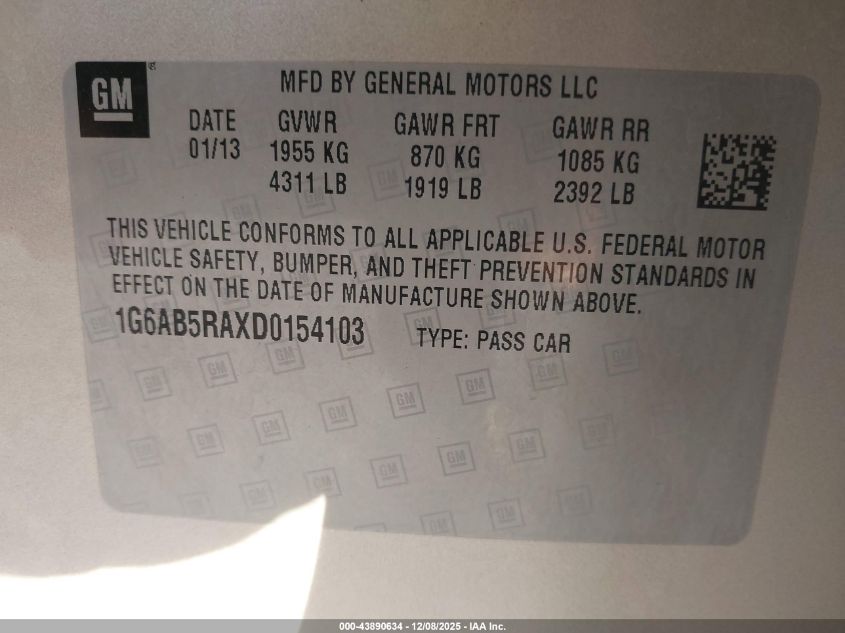 GM
MFD BY GENERAL MOTORS LLC
DATE GVWR GAWR FRT GAWR RR
01/13 1955 KG 870 KG 1085 KG
4311 LB 1919 LB 2392 LB
THIS VEHICLE CONFORMS TO ALL APPLICABLE U.S. FEDERAL MOTOR
VEHICLE SAFETY, BUMPER, AND THEFT PREVENTION STANDARDS IN
EFFECT ON THE DATE OF MANUFACTURE SHOWN ABOVE.
1G6AB5RAXD0154103 TYPE: PASS CAR
000-43890634 - 12/08/2025 - IAA Inc.